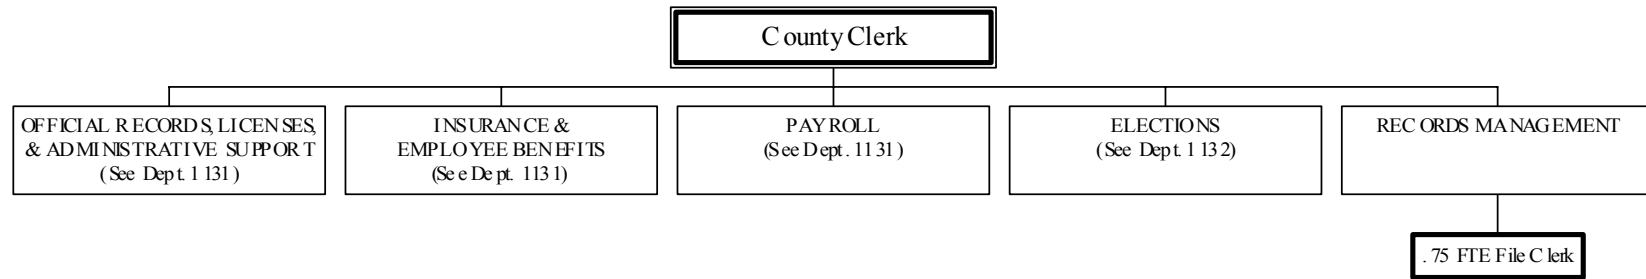 County Clerk
OFFICIAL RECORDS, LICENSES,
& ADMINISTRATIVE SUPPORT
(See Dept. 1131)
INSURANCE &
EMPLOYEE BENEFITS
(See Dept. 1131)
PAYROLL
(See Dept. 1131)
ELECTIONS
(See Dept. 1132)
RECORDS MANAGEMENT
.75 FTE File Clerk